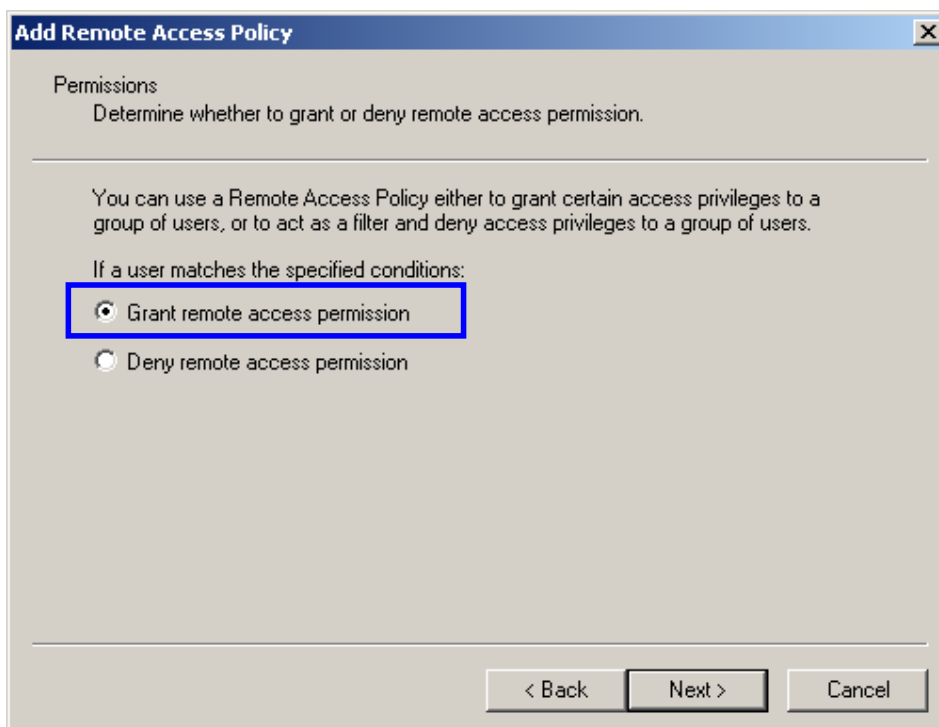 Add Remote Access Policy
Permissions
Determine whether to grant or deny remote access permission.
You can use a Remote Access Policy either to grant certain access privileges to a
group of users, or to act as a filter and deny access privileges to a group of users.
If a user matches the specified conditions:
Grant remote access permission
Deny remote access permission
< Back
Next >
Cancel